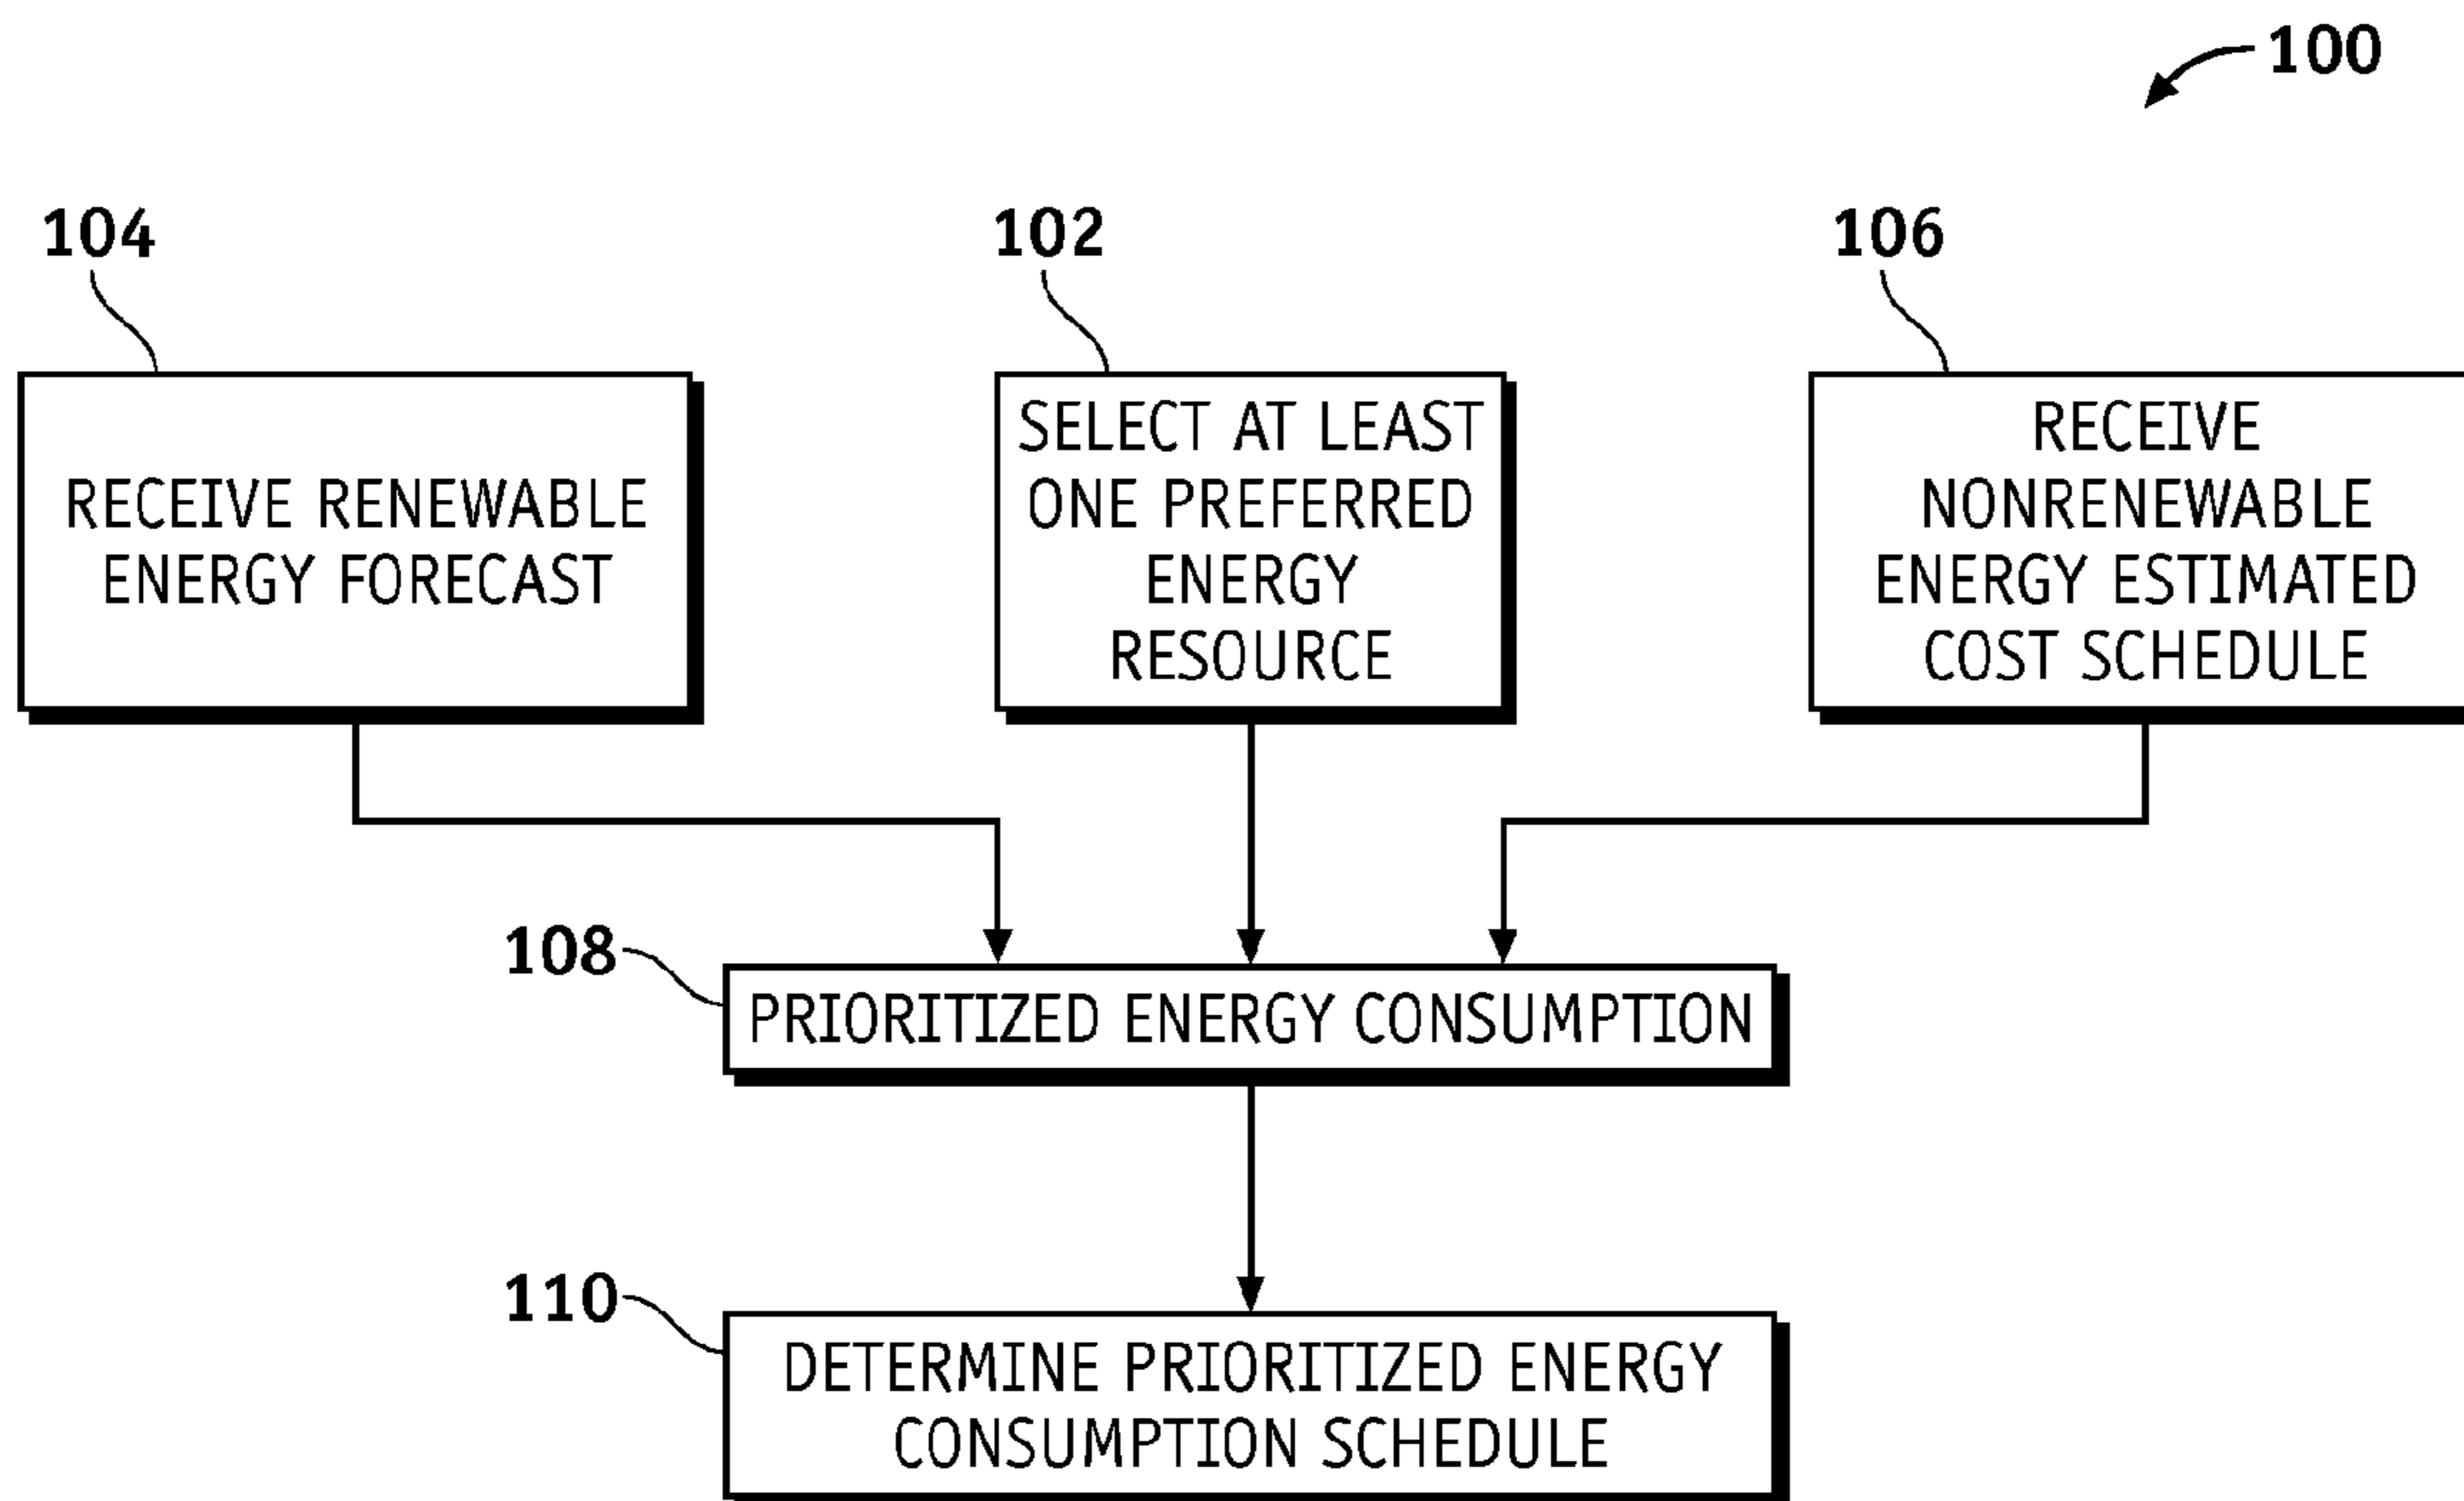 100
104
102
106
RECEIVE RENEWABLE
ENERGY FORECAST
SELECT AT LEAST
ONE PREFERRED
ENERGY
RESOURCE
RECEIVE
NONRENEWABLE
ENERGY ESTIMATED
COST SCHEDULE
108
PRIORITIZED ENERGY CONSUMPTION
110
DETERMINE PRIORITIZED ENERGY
CONSUMPTION SCHEDULE